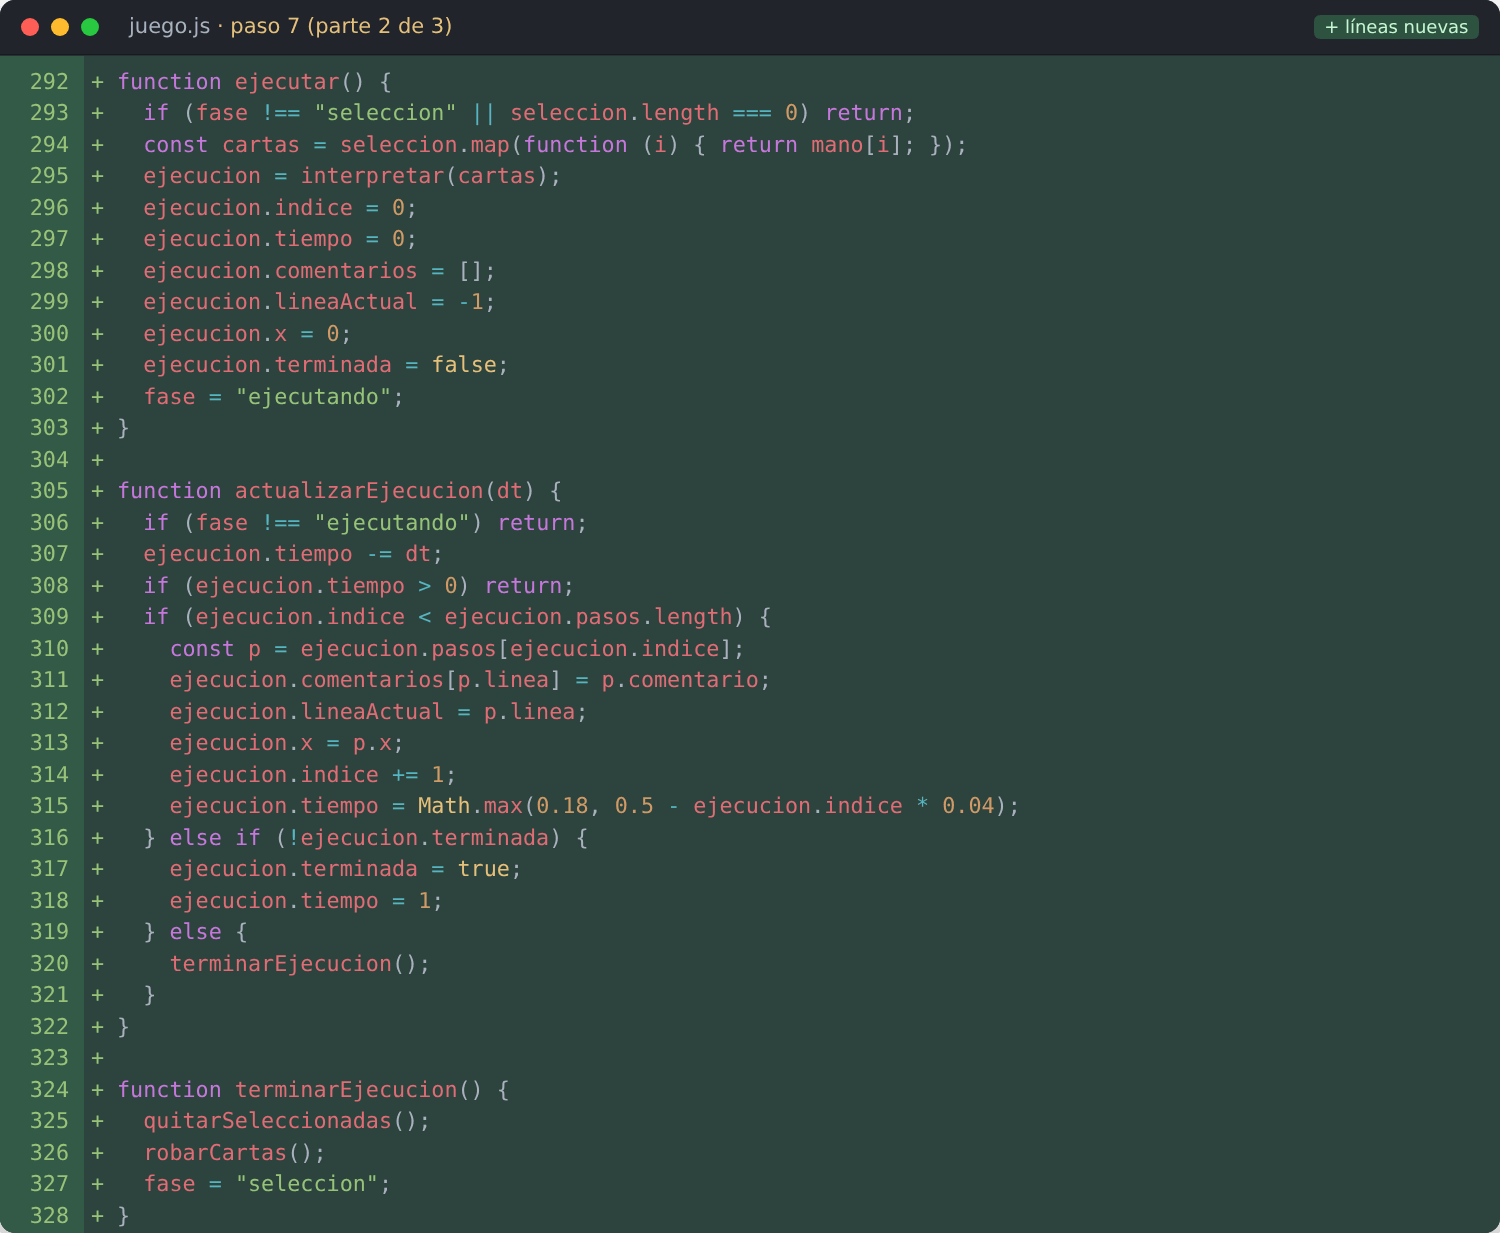 juego.js · paso 7 (parte 2 de 3)
+ líneas nuevas
292 + function ejecutar() {
293 +   if (fase !== "seleccion" || seleccion.length === 0) return;
294 +   const cartas = seleccion.map(function (i) { return mano[i]; });
295 +   ejecucion = interpretar(cartas);
296 +   ejecucion.indice = 0;
297 +   ejecucion.tiempo = 0;
298 +   ejecucion.comentarios = [];
299 +   ejecucion.lineaActual = -1;
300 +   ejecucion.x = 0;
301 +   ejecucion.terminada = false;
302 +   fase = "ejecutando";
303 + }
304 +
305 + function actualizarEjecucion(dt) {
306 +   if (fase !== "ejecutando") return;
307 +   ejecucion.tiempo -= dt;
308 +   if (ejecucion.tiempo > 0) return;
309 +   if (ejecucion.indice < ejecucion.pasos.length) {
310 +     const p = ejecucion.pasos[ejecucion.indice];
311 +     ejecucion.comentarios[p.linea] = p.comentario;
312 +     ejecucion.lineaActual = p.linea;
313 +     ejecucion.x = p.x;
314 +     ejecucion.indice += 1;
315 +     ejecucion.tiempo = Math.max(0.18, 0.5 - ejecucion.indice * 0.04);
316 +   } else if (!ejecucion.terminada) {
317 +     ejecucion.terminada = true;
318 +     ejecucion.tiempo = 1;
319 +   } else {
320 +     terminarEjecucion();
321 +   }
322 + }
323 +
324 + function terminarEjecucion() {
325 +   quitarSeleccionadas();
326 +   robarCartas();
327 +   fase = "seleccion";
328 + }